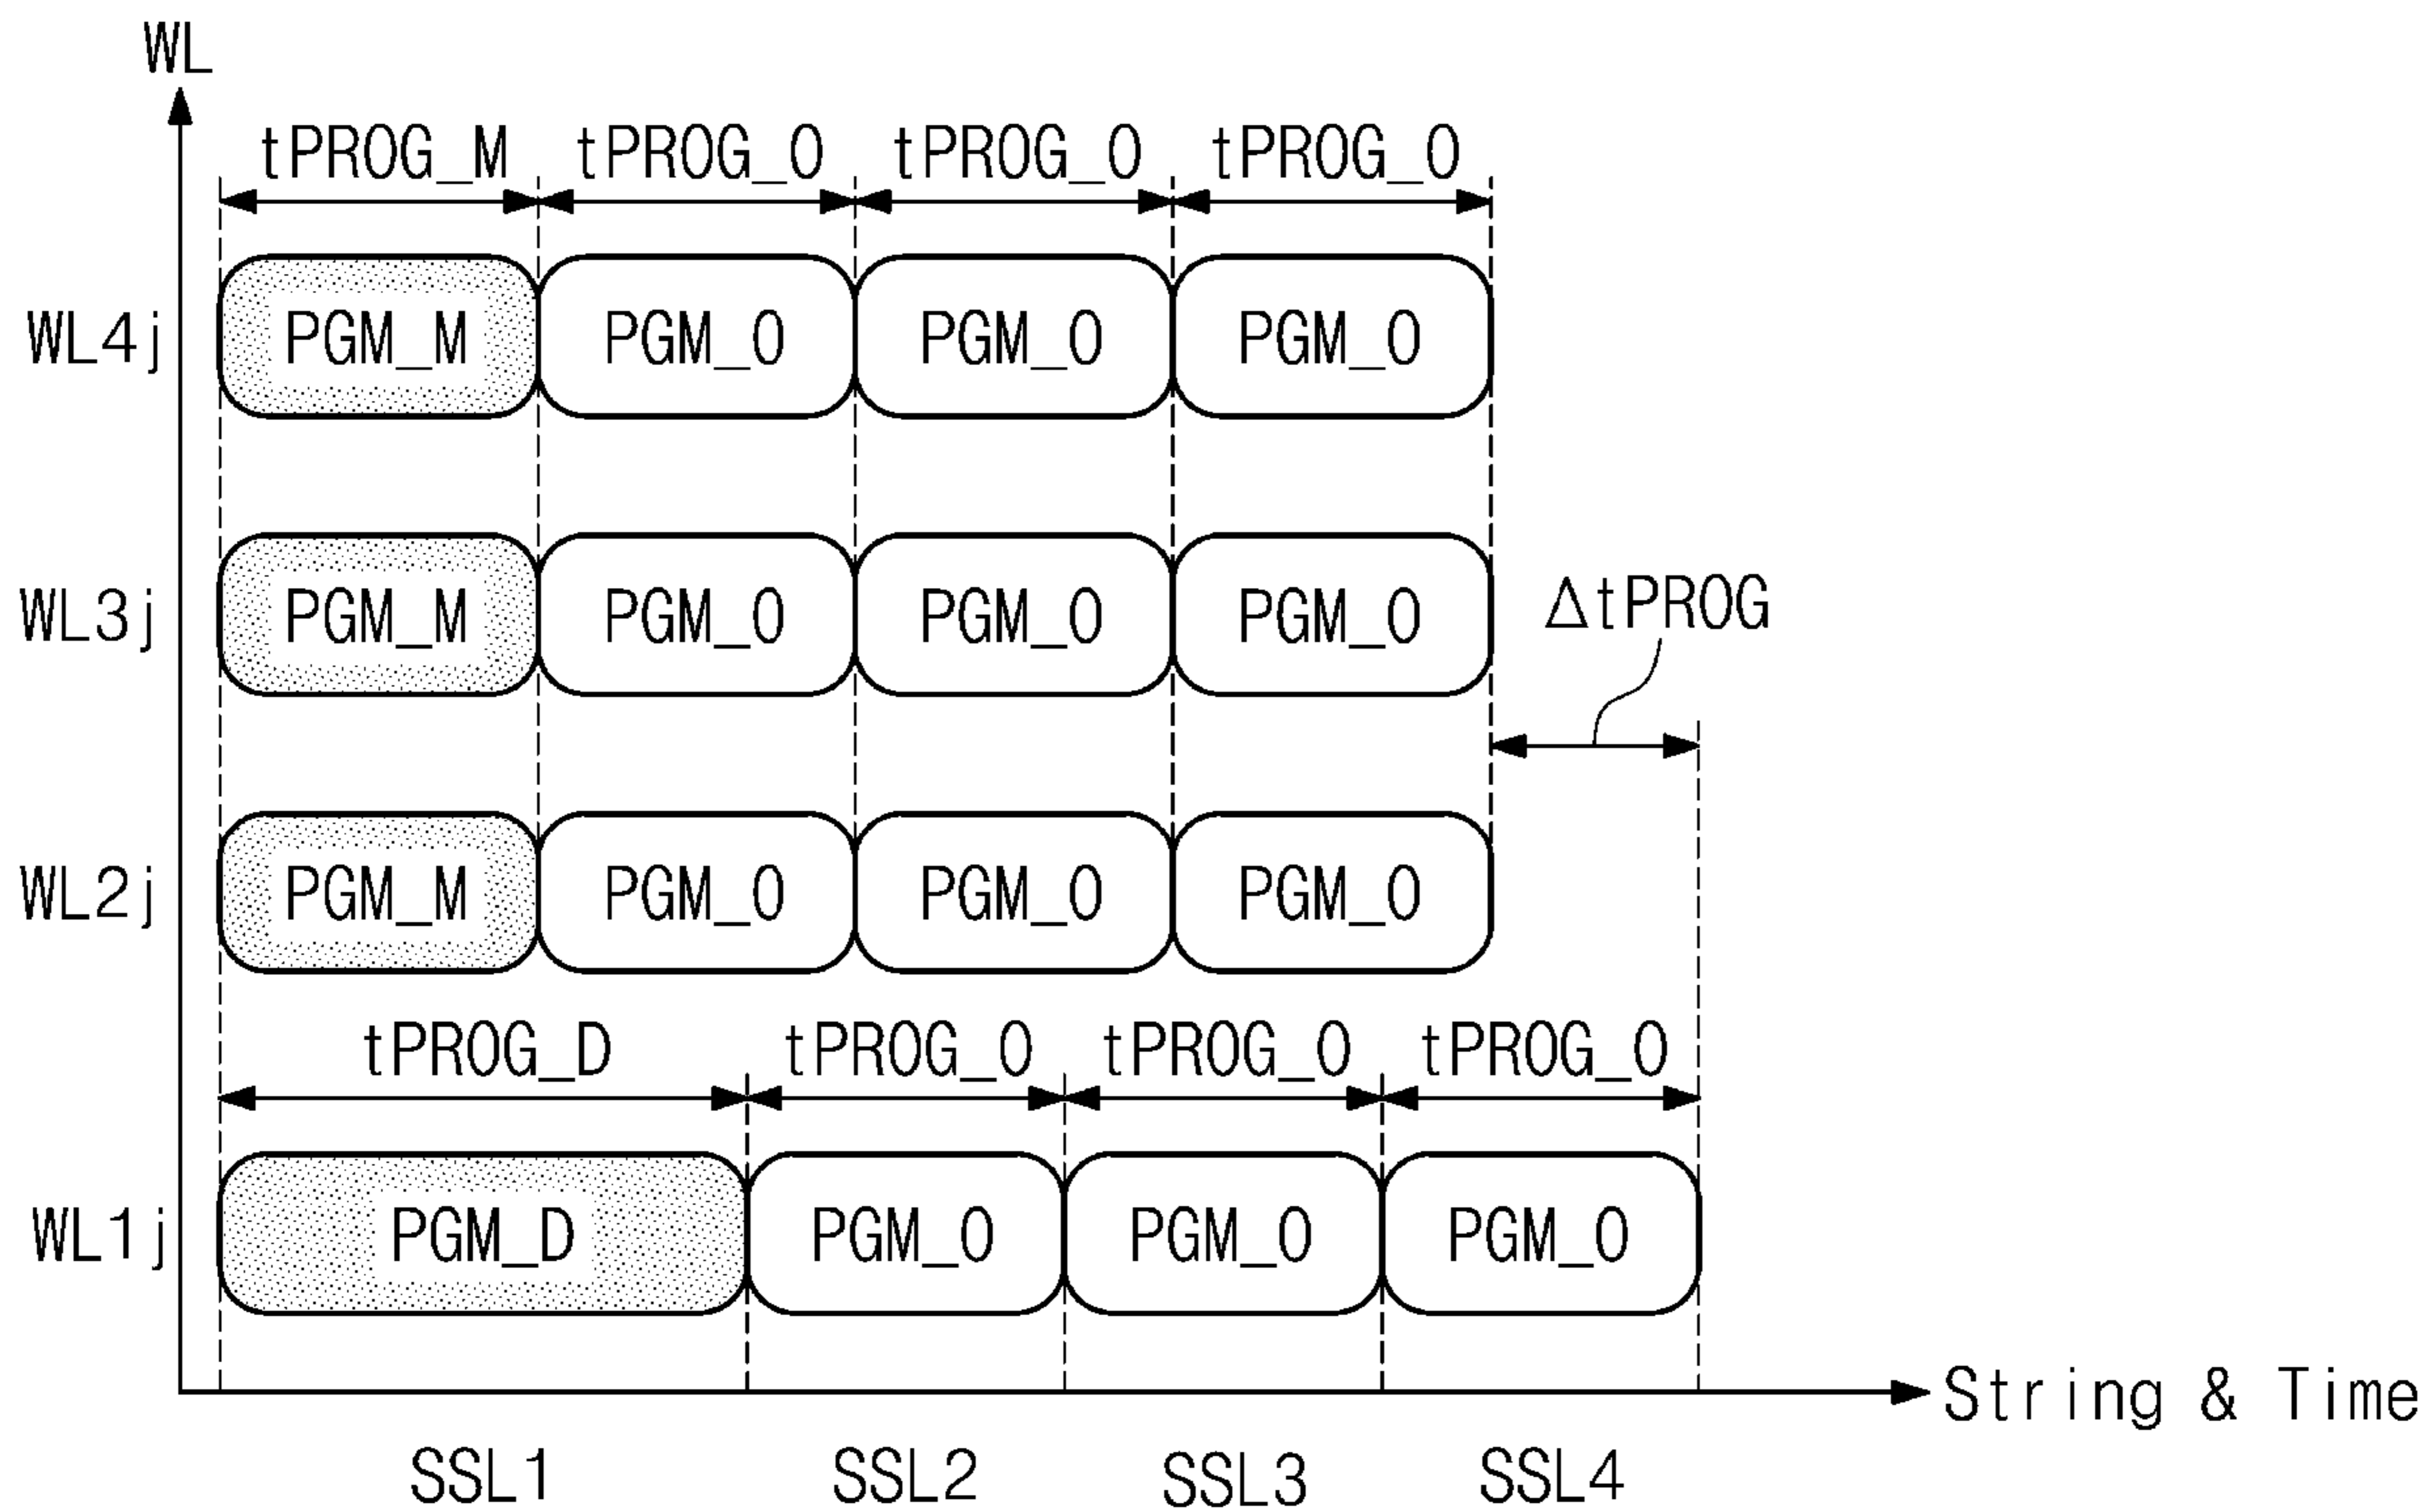 WL
tPROG_M tPROG_O tPROG_O tPROG_O
WL4j PGM_M PGM_O PGM_O PGM_O
WL3j PGM_M PGM_O PGM_O PGM_O
ΔtPROG
WL2j PGM_M PGM_O PGM_O PGM_O
tPROG_D tPROG_O tPROG_O tPROG_O
WL1j PGM_D PGM_O PGM_O PGM_O
String & Time
SSL1 SSL2 SSL3 SSL4